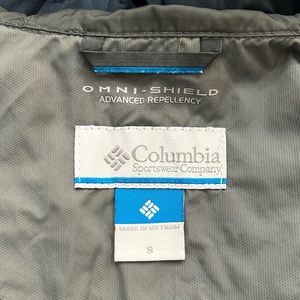 OMNI-SHIELD
ADVANCED REPELLENCY
Columbia
Sportswear Company
MADE IN VIETNAM
S